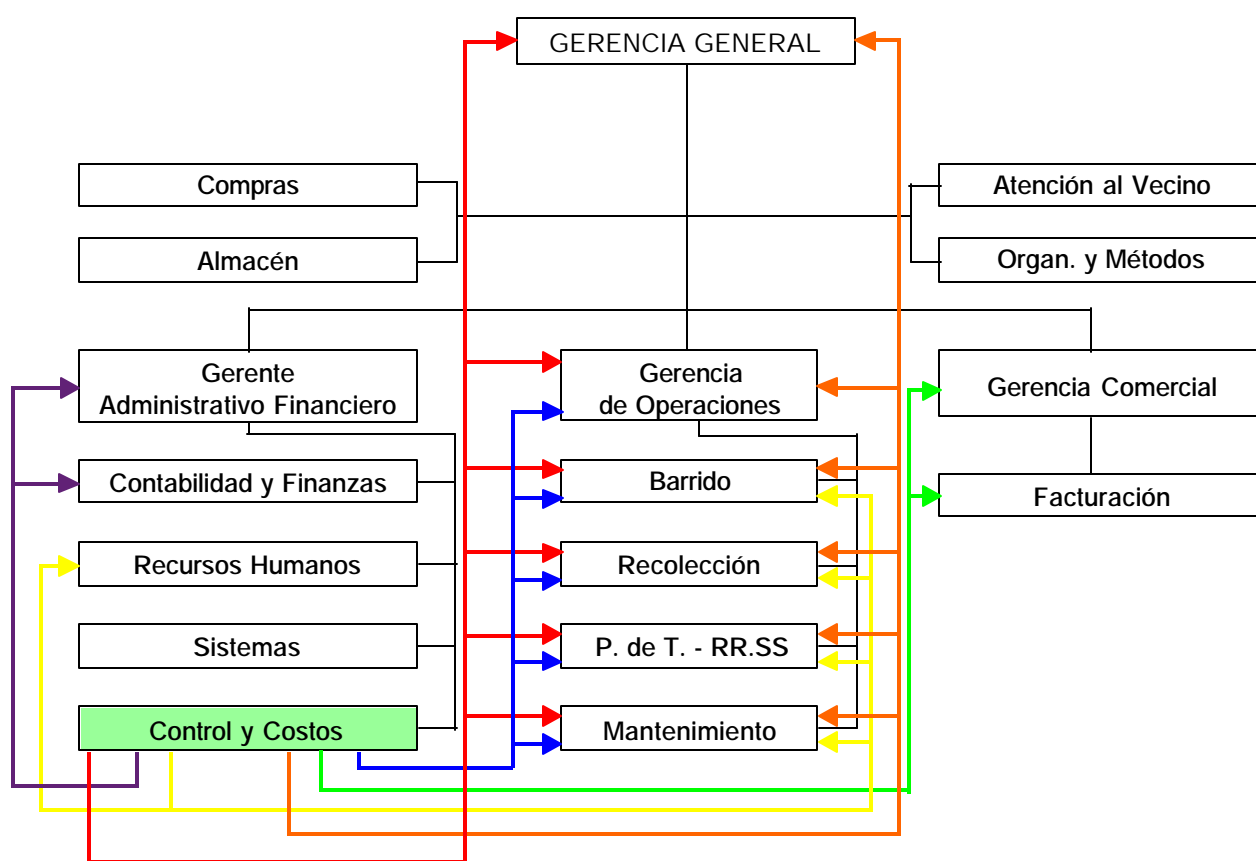 GERENCIA GENERAL
Compras
Atención al Vecino
Almacén
Organ. y Métodos
Gerente
Administrativo Financiero
Gerencia
de Operaciones
Gerencia Comercial
Contabilidad y Finanzas
Barrido
Facturación
Recursos Humanos
Recolección
Sistemas
P. de T. - RR.SS
Control y Costos
Mantenimiento